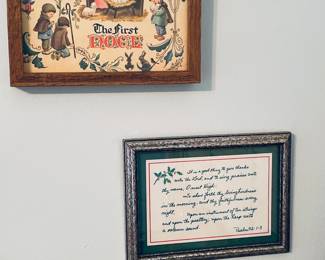 The First
NOEL
It is a good thing to give thanks
unto the Lord, and to sing praises unto
thy name, O most High:
To show forth thy lovingkindness
in the morning, and thy faithfulness every
night.
Upon an instrument of ten strings
and upon the psaltery; upon the harp with
a solemn sound.
Psalm 92: 1-3